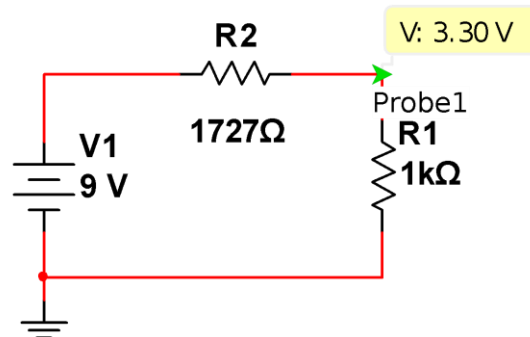 V: 3.30 V
R2
Probe1
1727Ω
R1
V1
1kΩ
9 V